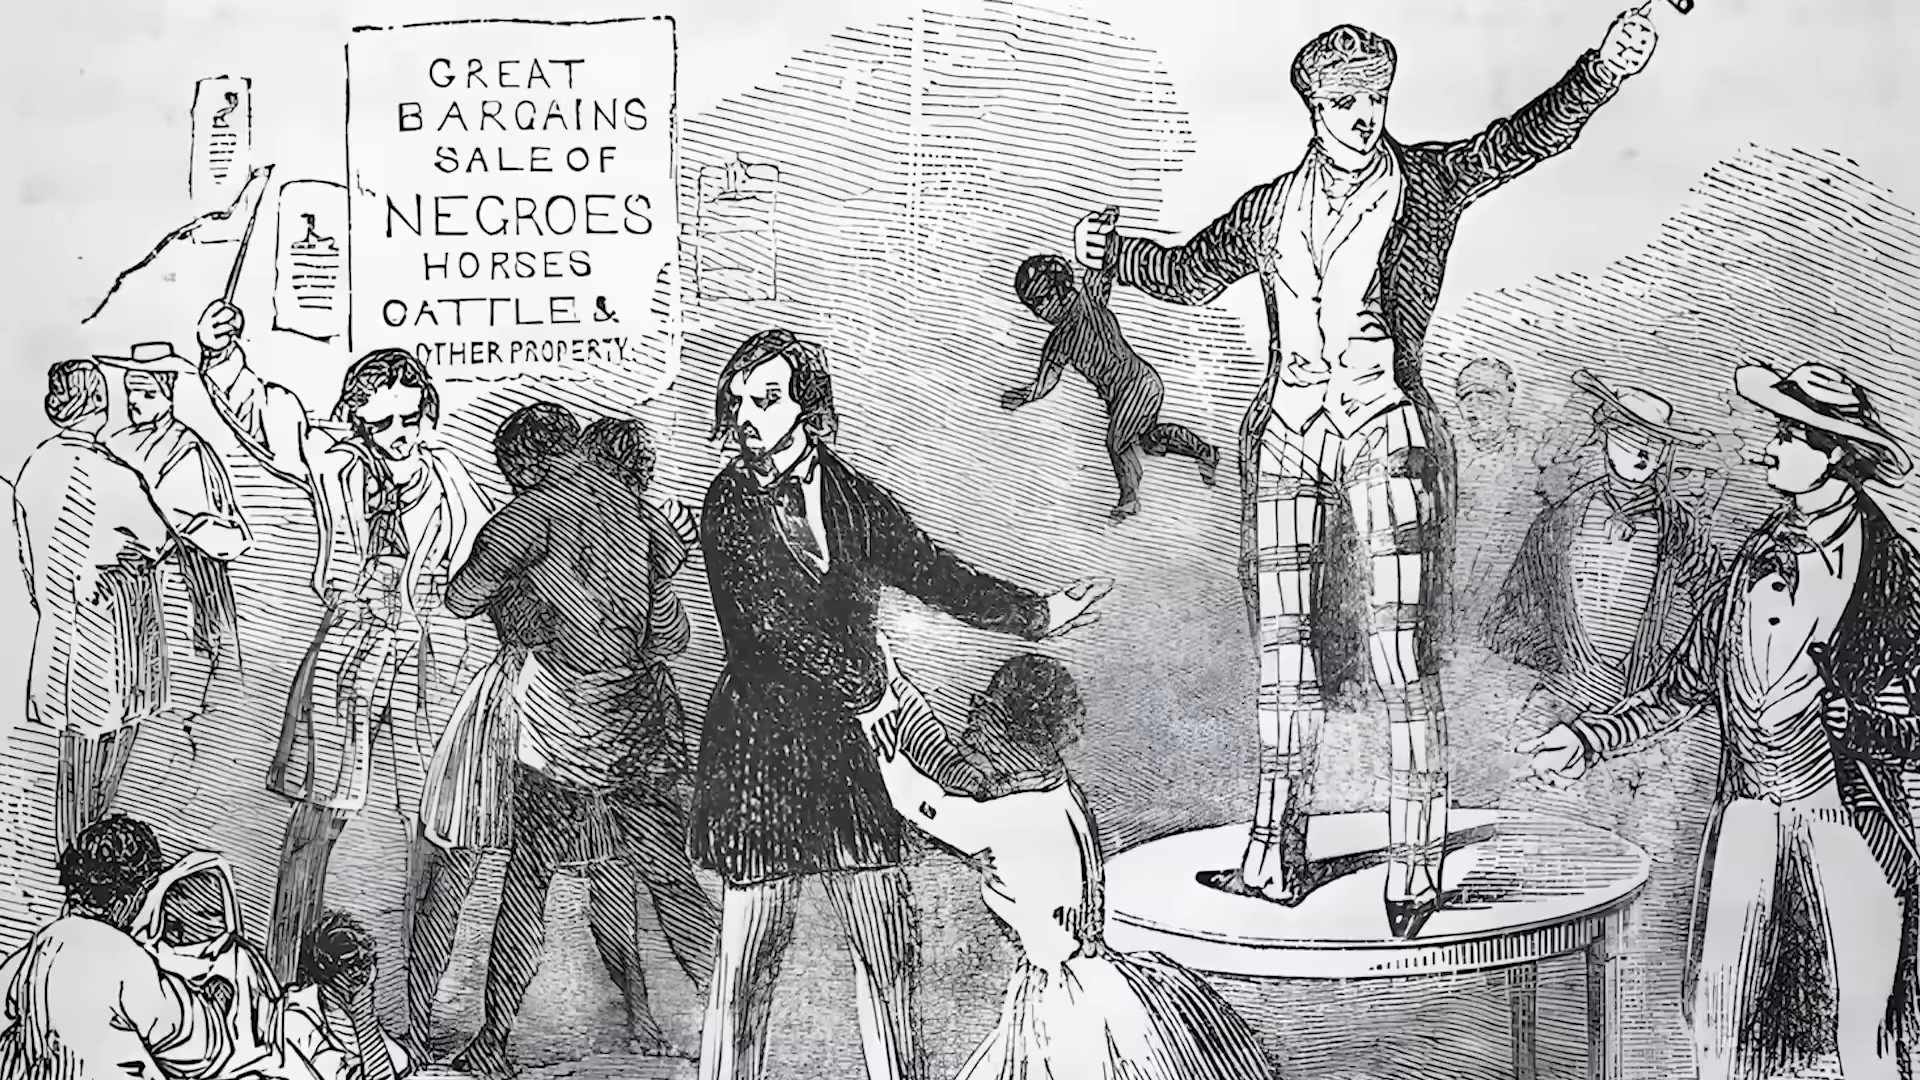 GREAT
BARGAINS
SALE OF
NEGROES
HORSES
CATTLE &
OTHER PROPERTY.